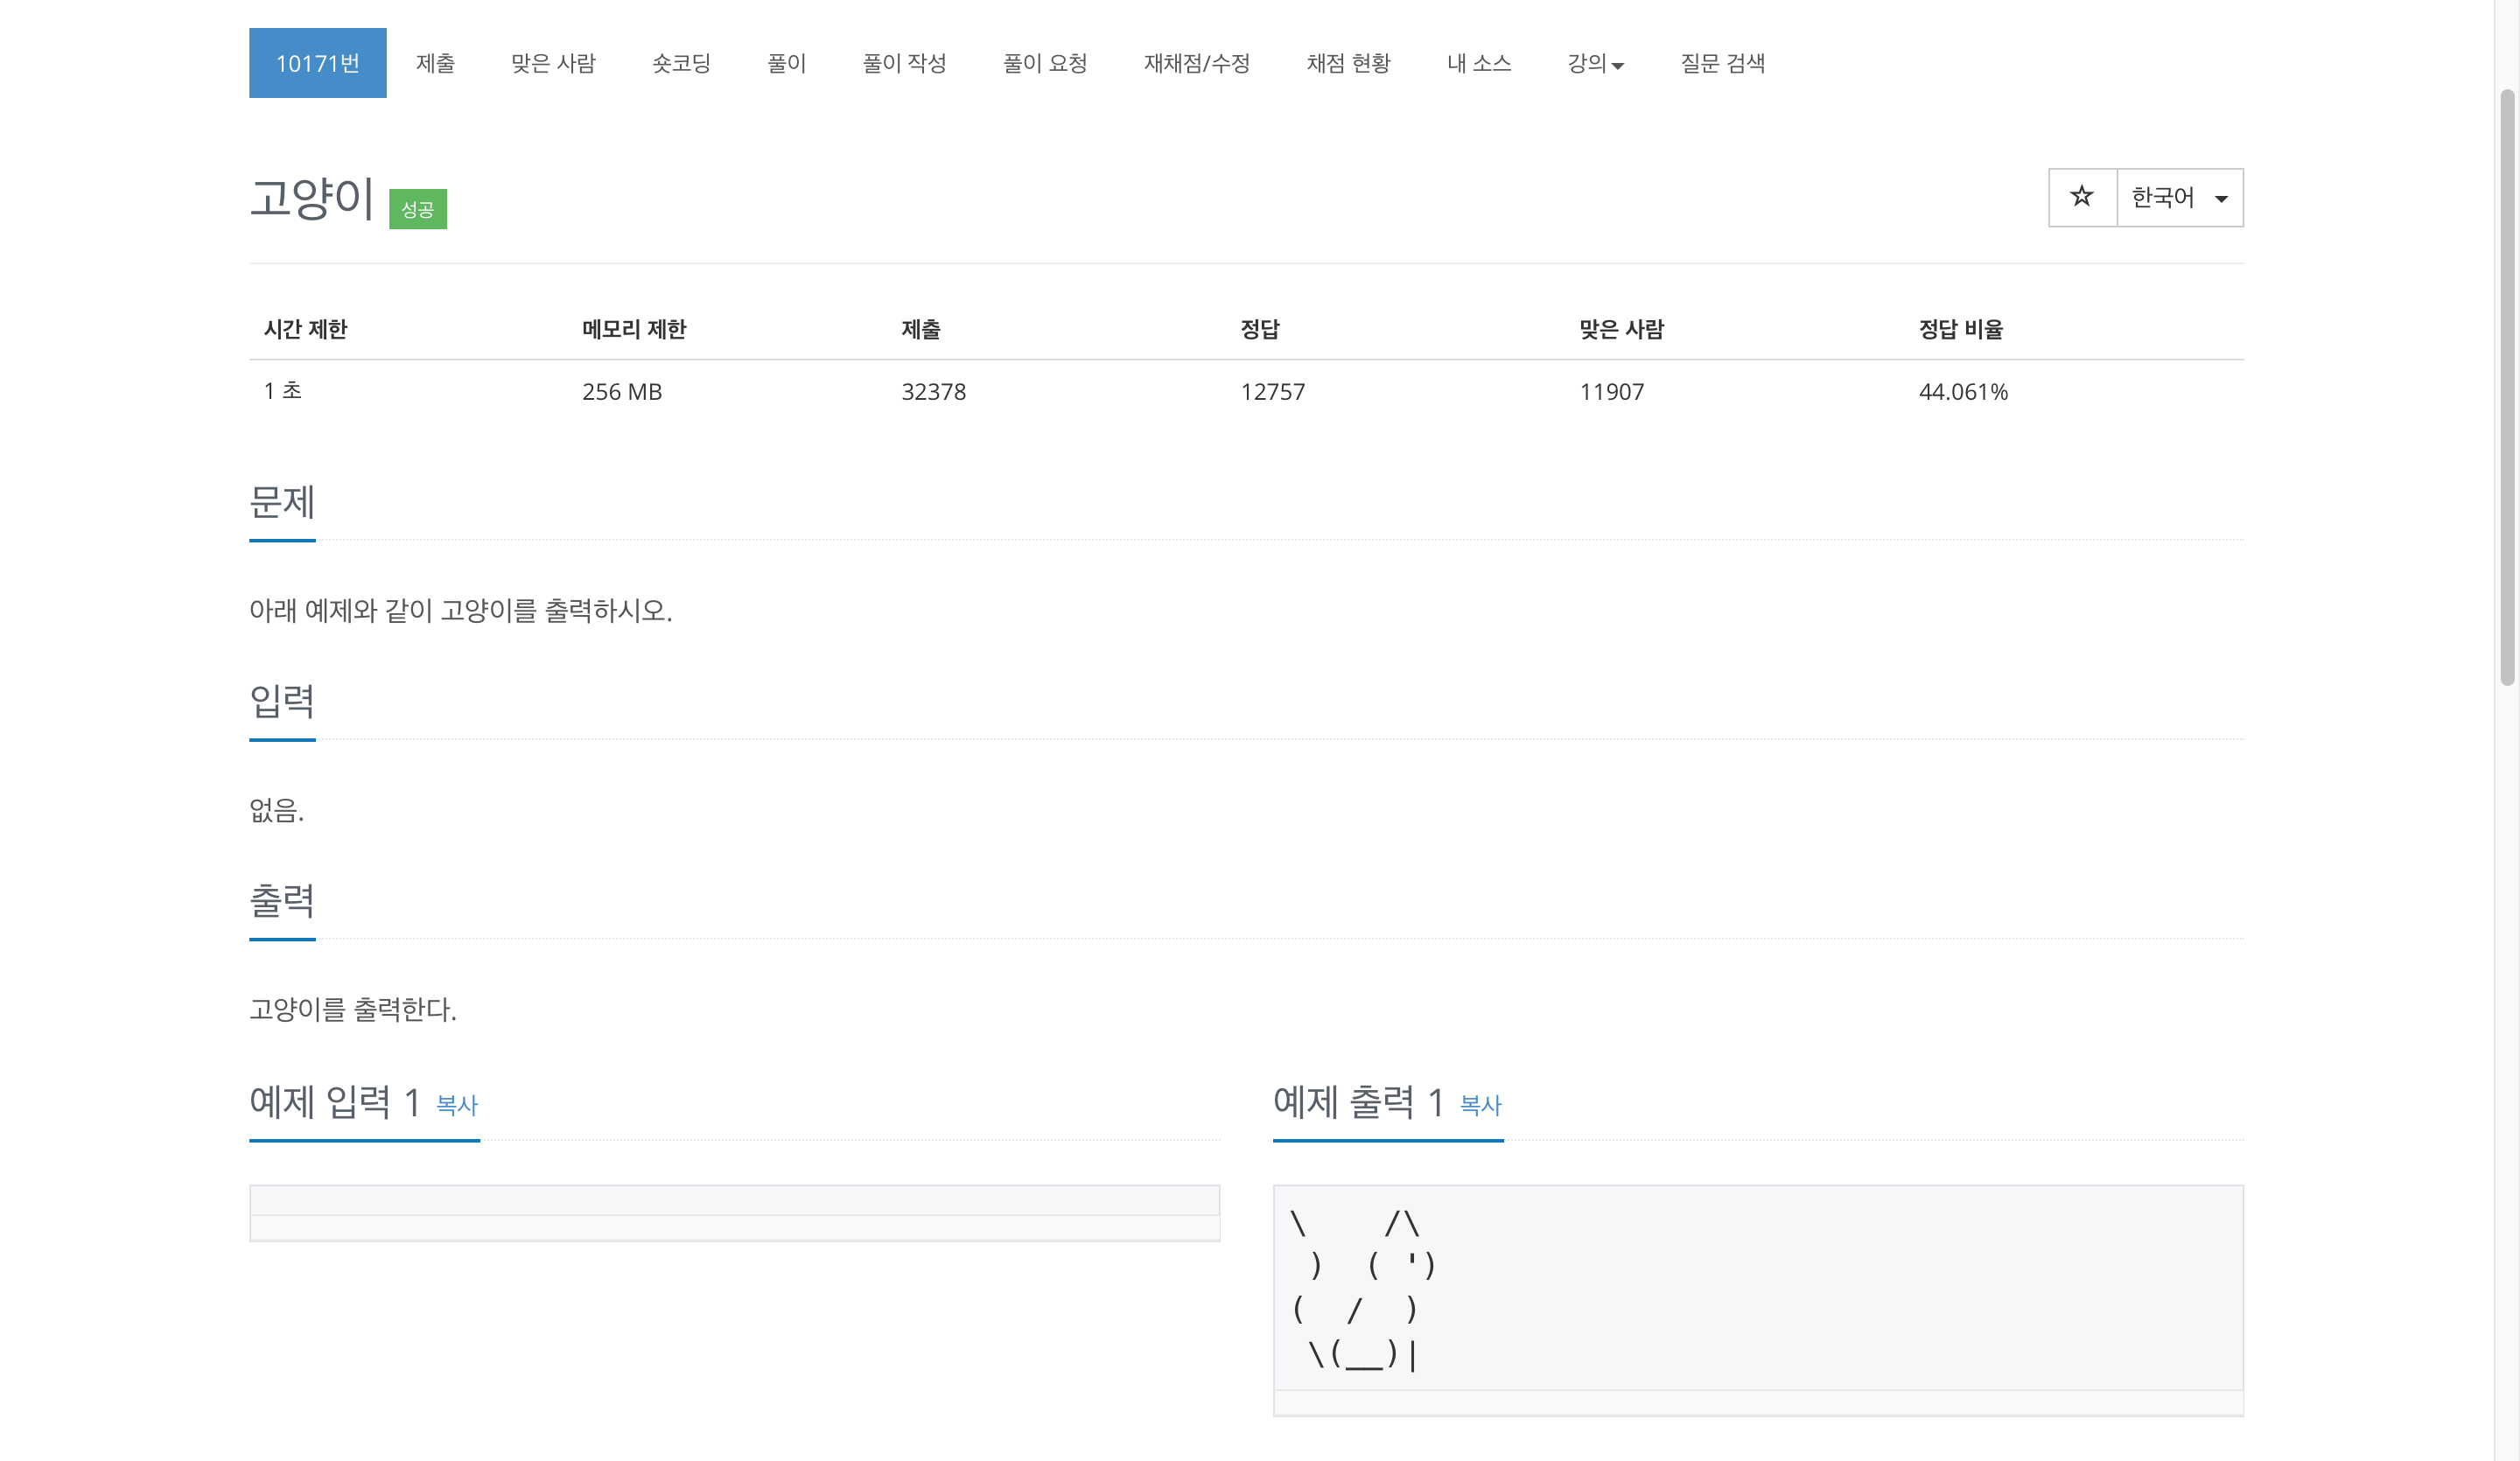 10171번 제출 맞은 사람 숏코딩 풀이 풀이 작성 풀이 요청 재채점/수정 채점 현황 내 소스 강의 질문 검색
고양이 성공
☆ 한국어
시간 제한 메모리 제한 제출 정답 맞은 사람 정답 비율
1 초 256 MB 32378 12757 11907 44.061%
문제
아래 예제와 같이 고양이를 출력하시오.
입력
없음.
출력
고양이를 출력한다.
예제 입력 1 복사
예제 출력 1 복사
\    /\
 )  ( ')
(  /  )
 \(__)|